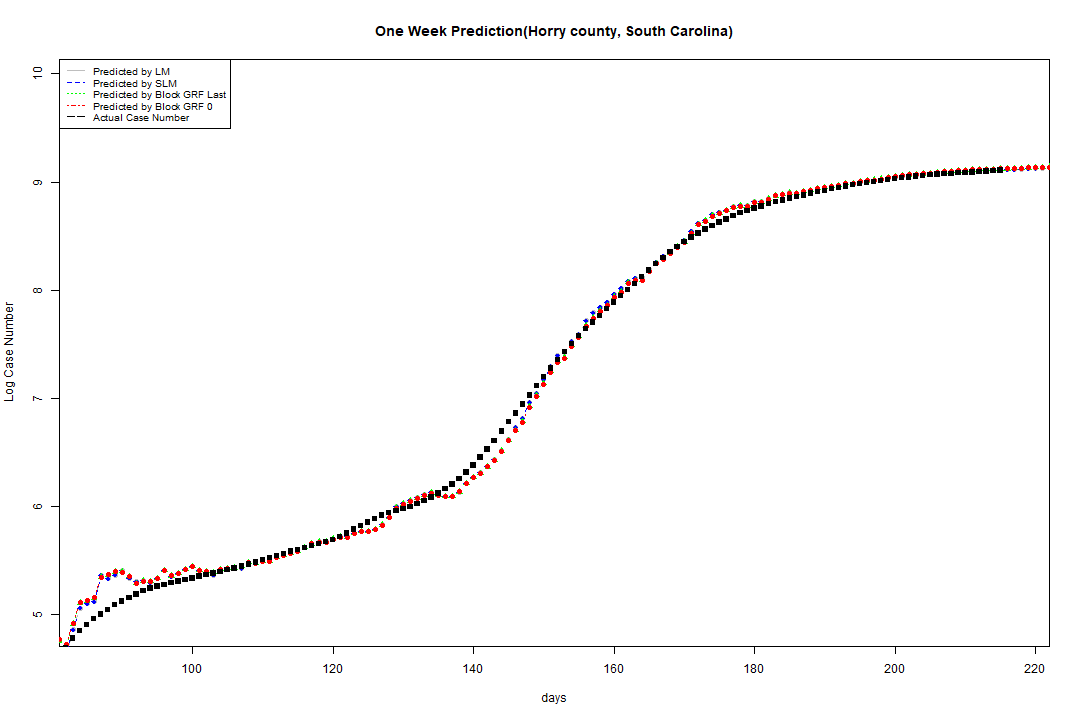 One Week Prediction(Horry county, South Carolina)
Predicted by LM
Predicted by SLM
Predicted by Block GRF Last
Predicted by Block GRF 0
Actual Case Number
10
9
8
7
6
5
Log Case Number
100 120 140 160 180 200 220
days